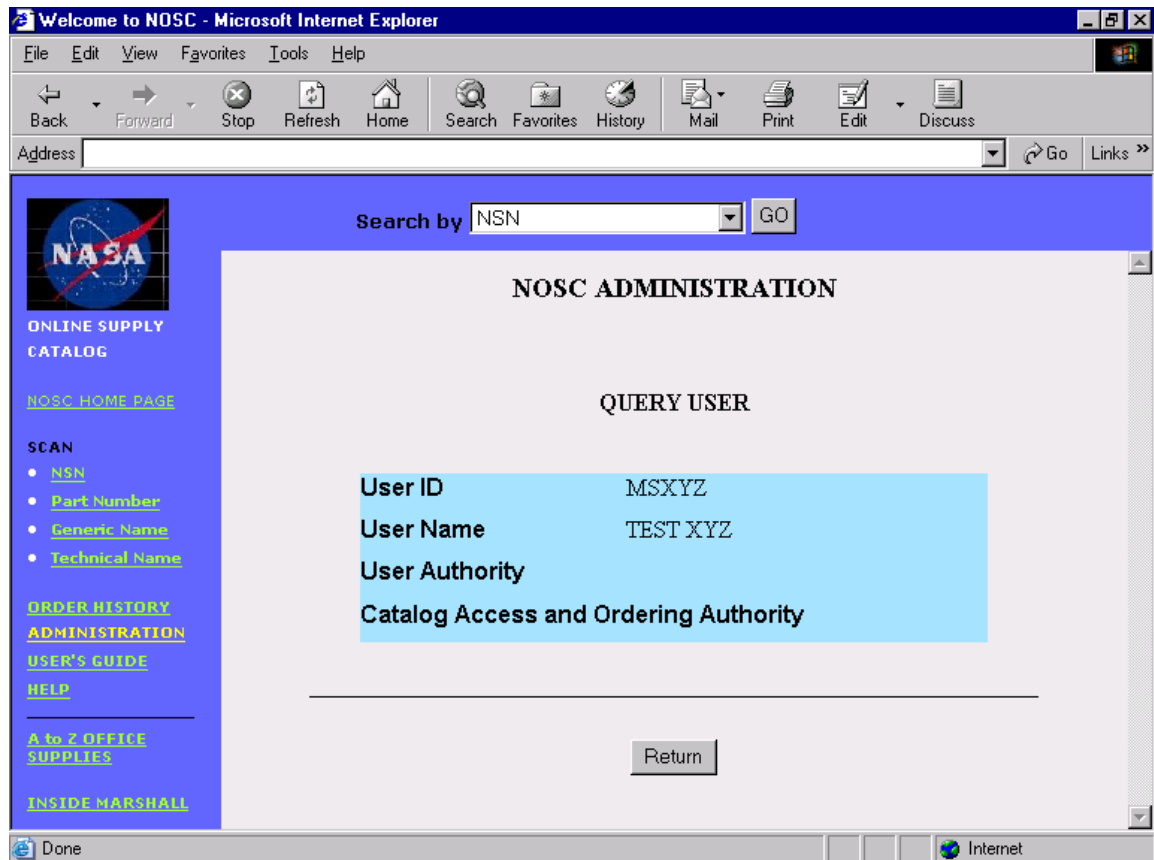 Welcome to NOSC - Microsoft Internet Explorer
File Edit View Favorites Tools Help
Back Forward Stop Refresh Home Search Favorites History Mail Print Edit Discuss
Address Go Links »
Search by NSN GO
NASA
ONLINE SUPPLY
CATALOG
NOSC HOME PAGE
SCAN
NSN
Part Number
Generic Name
Technical Name
ORDER HISTORY
ADMINISTRATION
USER'S GUIDE
HELP
A to Z OFFICE
SUPPLIES
INSIDE MARSHALL
NOSC ADMINISTRATION
QUERY USER
User ID MSXYZ
User Name TEST XYZ
User Authority
Catalog Access and Ordering Authority
Return
Done Internet